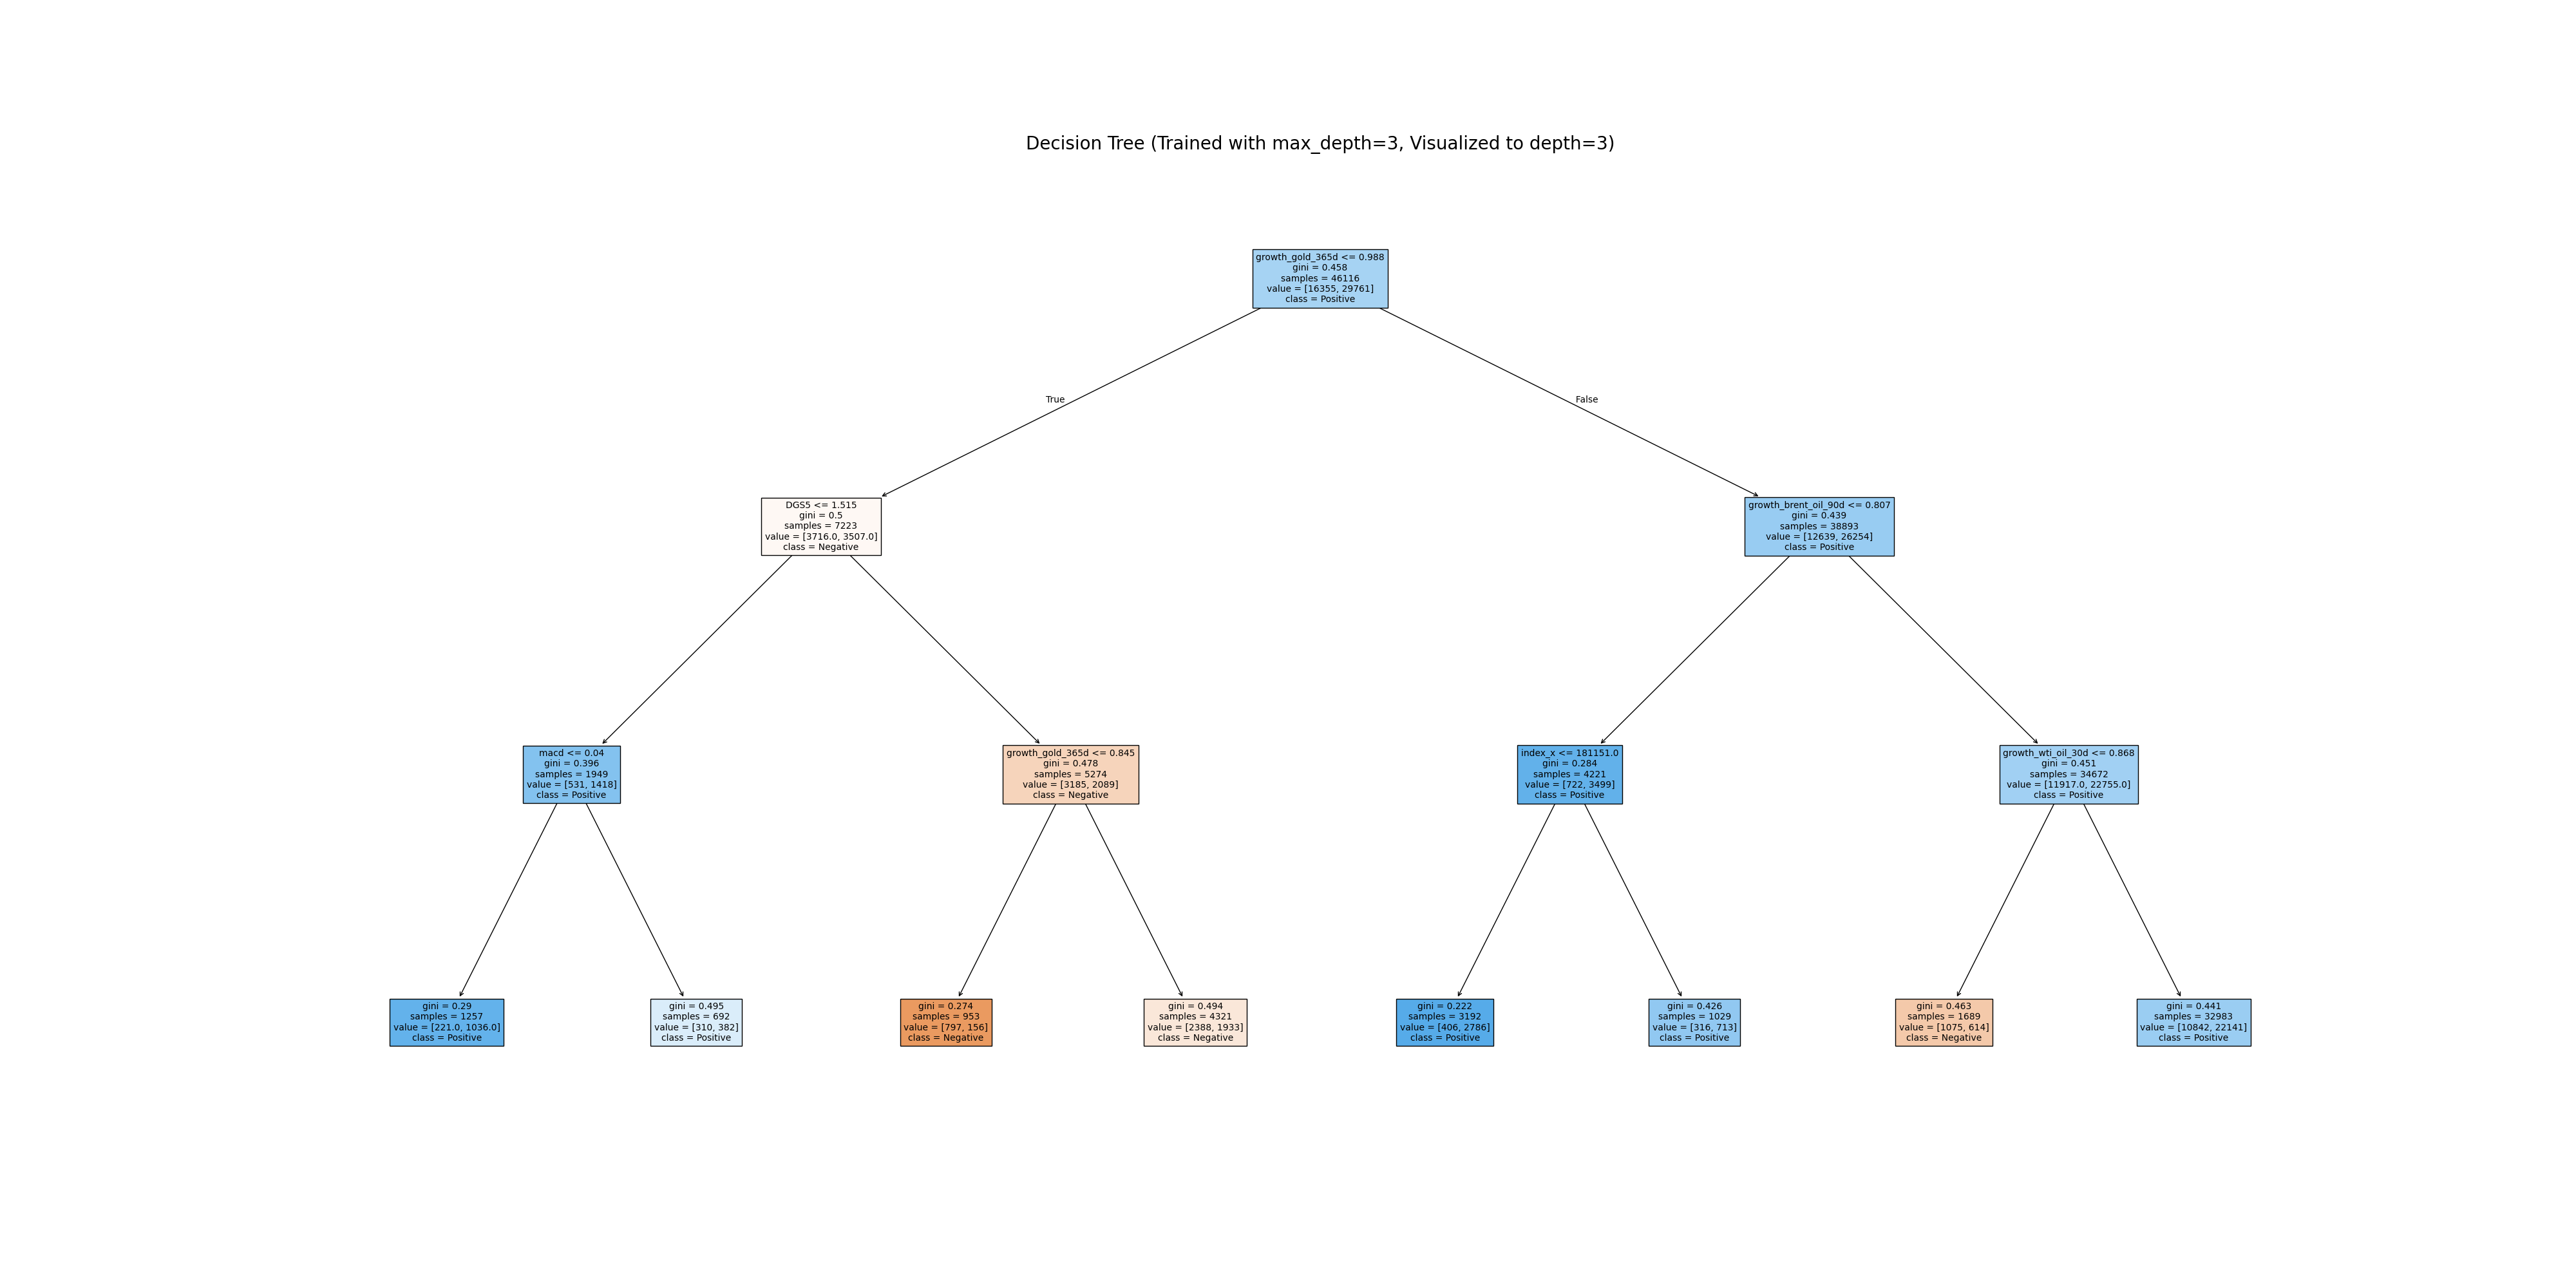 Decision Tree (Trained with max_depth=3, Visualized to depth=3)
growth_gold_365d <= 0.988
gini = 0.458
samples = 46116
value = [16355, 29761]
class = Positive
True
False
DGS5 <= 1.515
gini = 0.5
samples = 7223
value = [3716.0, 3507.0]
class = Negative
growth_brent_oil_90d <= 0.807
gini = 0.439
samples = 38893
value = [12639, 26254]
class = Positive
macd <= 0.04
gini = 0.396
samples = 1949
value = [531, 1418]
class = Positive
growth_gold_365d <= 0.845
gini = 0.478
samples = 5274
value = [3185, 2089]
class = Negative
index_x <= 181151.0
gini = 0.284
samples = 4221
value = [722, 3499]
class = Positive
growth_wti_oil_30d <= 0.868
gini = 0.451
samples = 34672
value = [11917.0, 22755.0]
class = Positive
gini = 0.29
samples = 1257
value = [221.0, 1036.0]
class = Positive
gini = 0.495
samples = 692
value = [310, 382]
class = Positive
gini = 0.274
samples = 953
value = [797, 156]
class = Negative
gini = 0.494
samples = 4321
value = [2388, 1933]
class = Negative
gini = 0.222
samples = 3192
value = [406, 2786]
class = Positive
gini = 0.426
samples = 1029
value = [316, 713]
class = Positive
gini = 0.463
samples = 1689
value = [1075, 614]
class = Negative
gini = 0.441
samples = 32983
value = [10842, 22141]
class = Positive